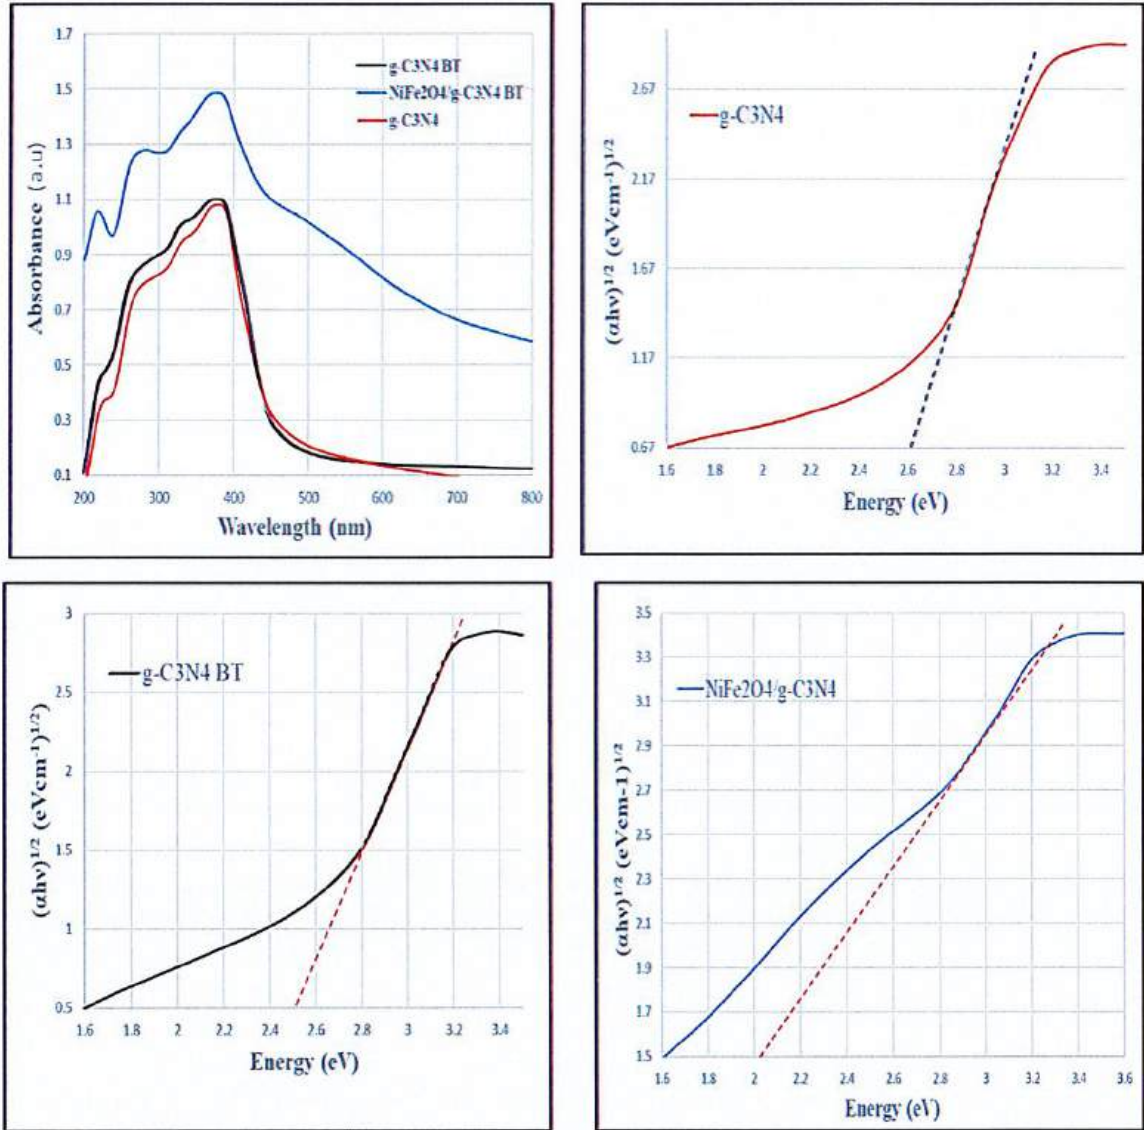 1.7
1.5
1.3
1.1
0.9
0.7
0.5
0.3
0.1
Absorbance (a.u)
g-C3N4 BT
NiFe2O4/g-C3N4 BT
g-C3N4
200 300 400 500 600 700 800
Wavelength (nm)
2.67
2.17
1.67
1.17
0.67
(αhν)1/2 (eVcm-1)1/2
g-C3N4
1.6 1.8 2 2.2 2.4 2.6 2.8 3 3.2 3.4
Energy (eV)
3
2.5
2
1.5
1
0.5
(αhν)1/2 (eVcm-1)1/2)
g-C3N4 BT
1.6 1.8 2 2.2 2.4 2.6 2.8 3 3.2 3.4
Energy (eV)
3.5
3.3
3.1
2.9
2.7
2.5
2.3
2.1
1.9
1.7
1.5
(αhν)1/2 (eVcm-1)1/2
NiFe2O4/g-C3N4
1.6 1.8 2 2.2 2.4 2.6 2.8 3 3.2 3.4 3.6
Energy (eV)